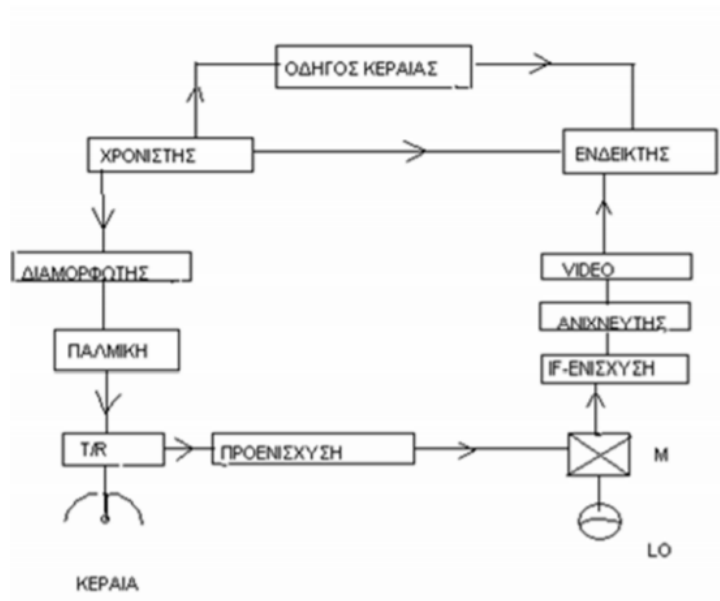 ΟΔΗΓΟΣ ΚΕΡΑΙΑΣ
ΧΡΟΝΙΣΤΗΣ
ΕΝΔΕΙΚΤΗΣ
ΔΙΑΜΟΡΦΩΤΗΣ
VIDEO
ΑΝΙΧΝΕΥΤΗΣ
ΠΑΛΜΙΚΗ
IF-ΕΝΙΣΧΥΣΗ
T/R
ΠΡΟΕΝΙΣΧΥΣΗ
M
LO
ΚΕΡΑΙΑ